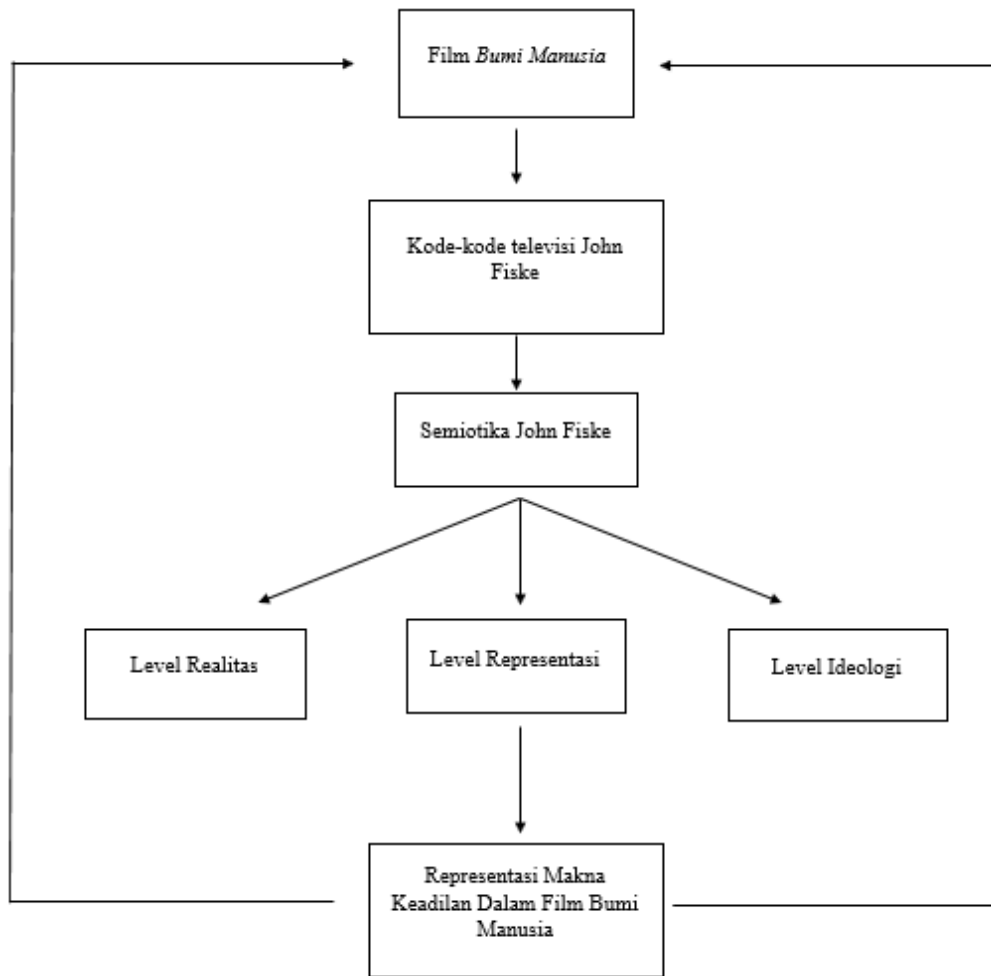 Film Bumi Manusia
Kode-kode televisi John
Fiske
Semiotika John Fiske
Level Realitas
Level Representasi
Level Ideologi
Representasi Makna
Keadilan Dalam Film Bumi
Manusia